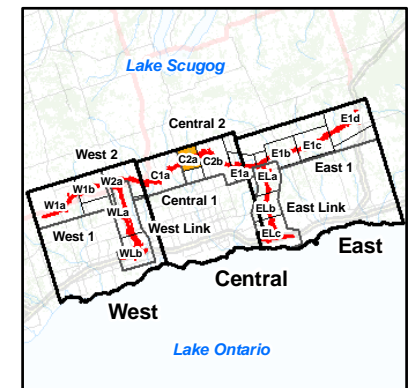 Lake Scugog
E1d
Central 2
E1c
West 2
C2a
C2b
E1b
W2a
C1a
E1a
ELa
East 1
W1b
W1a
Central 1
WLa
West Link
ELb
East Link
West 1
WLb
ELc
East
Central
West
Lake Ontario